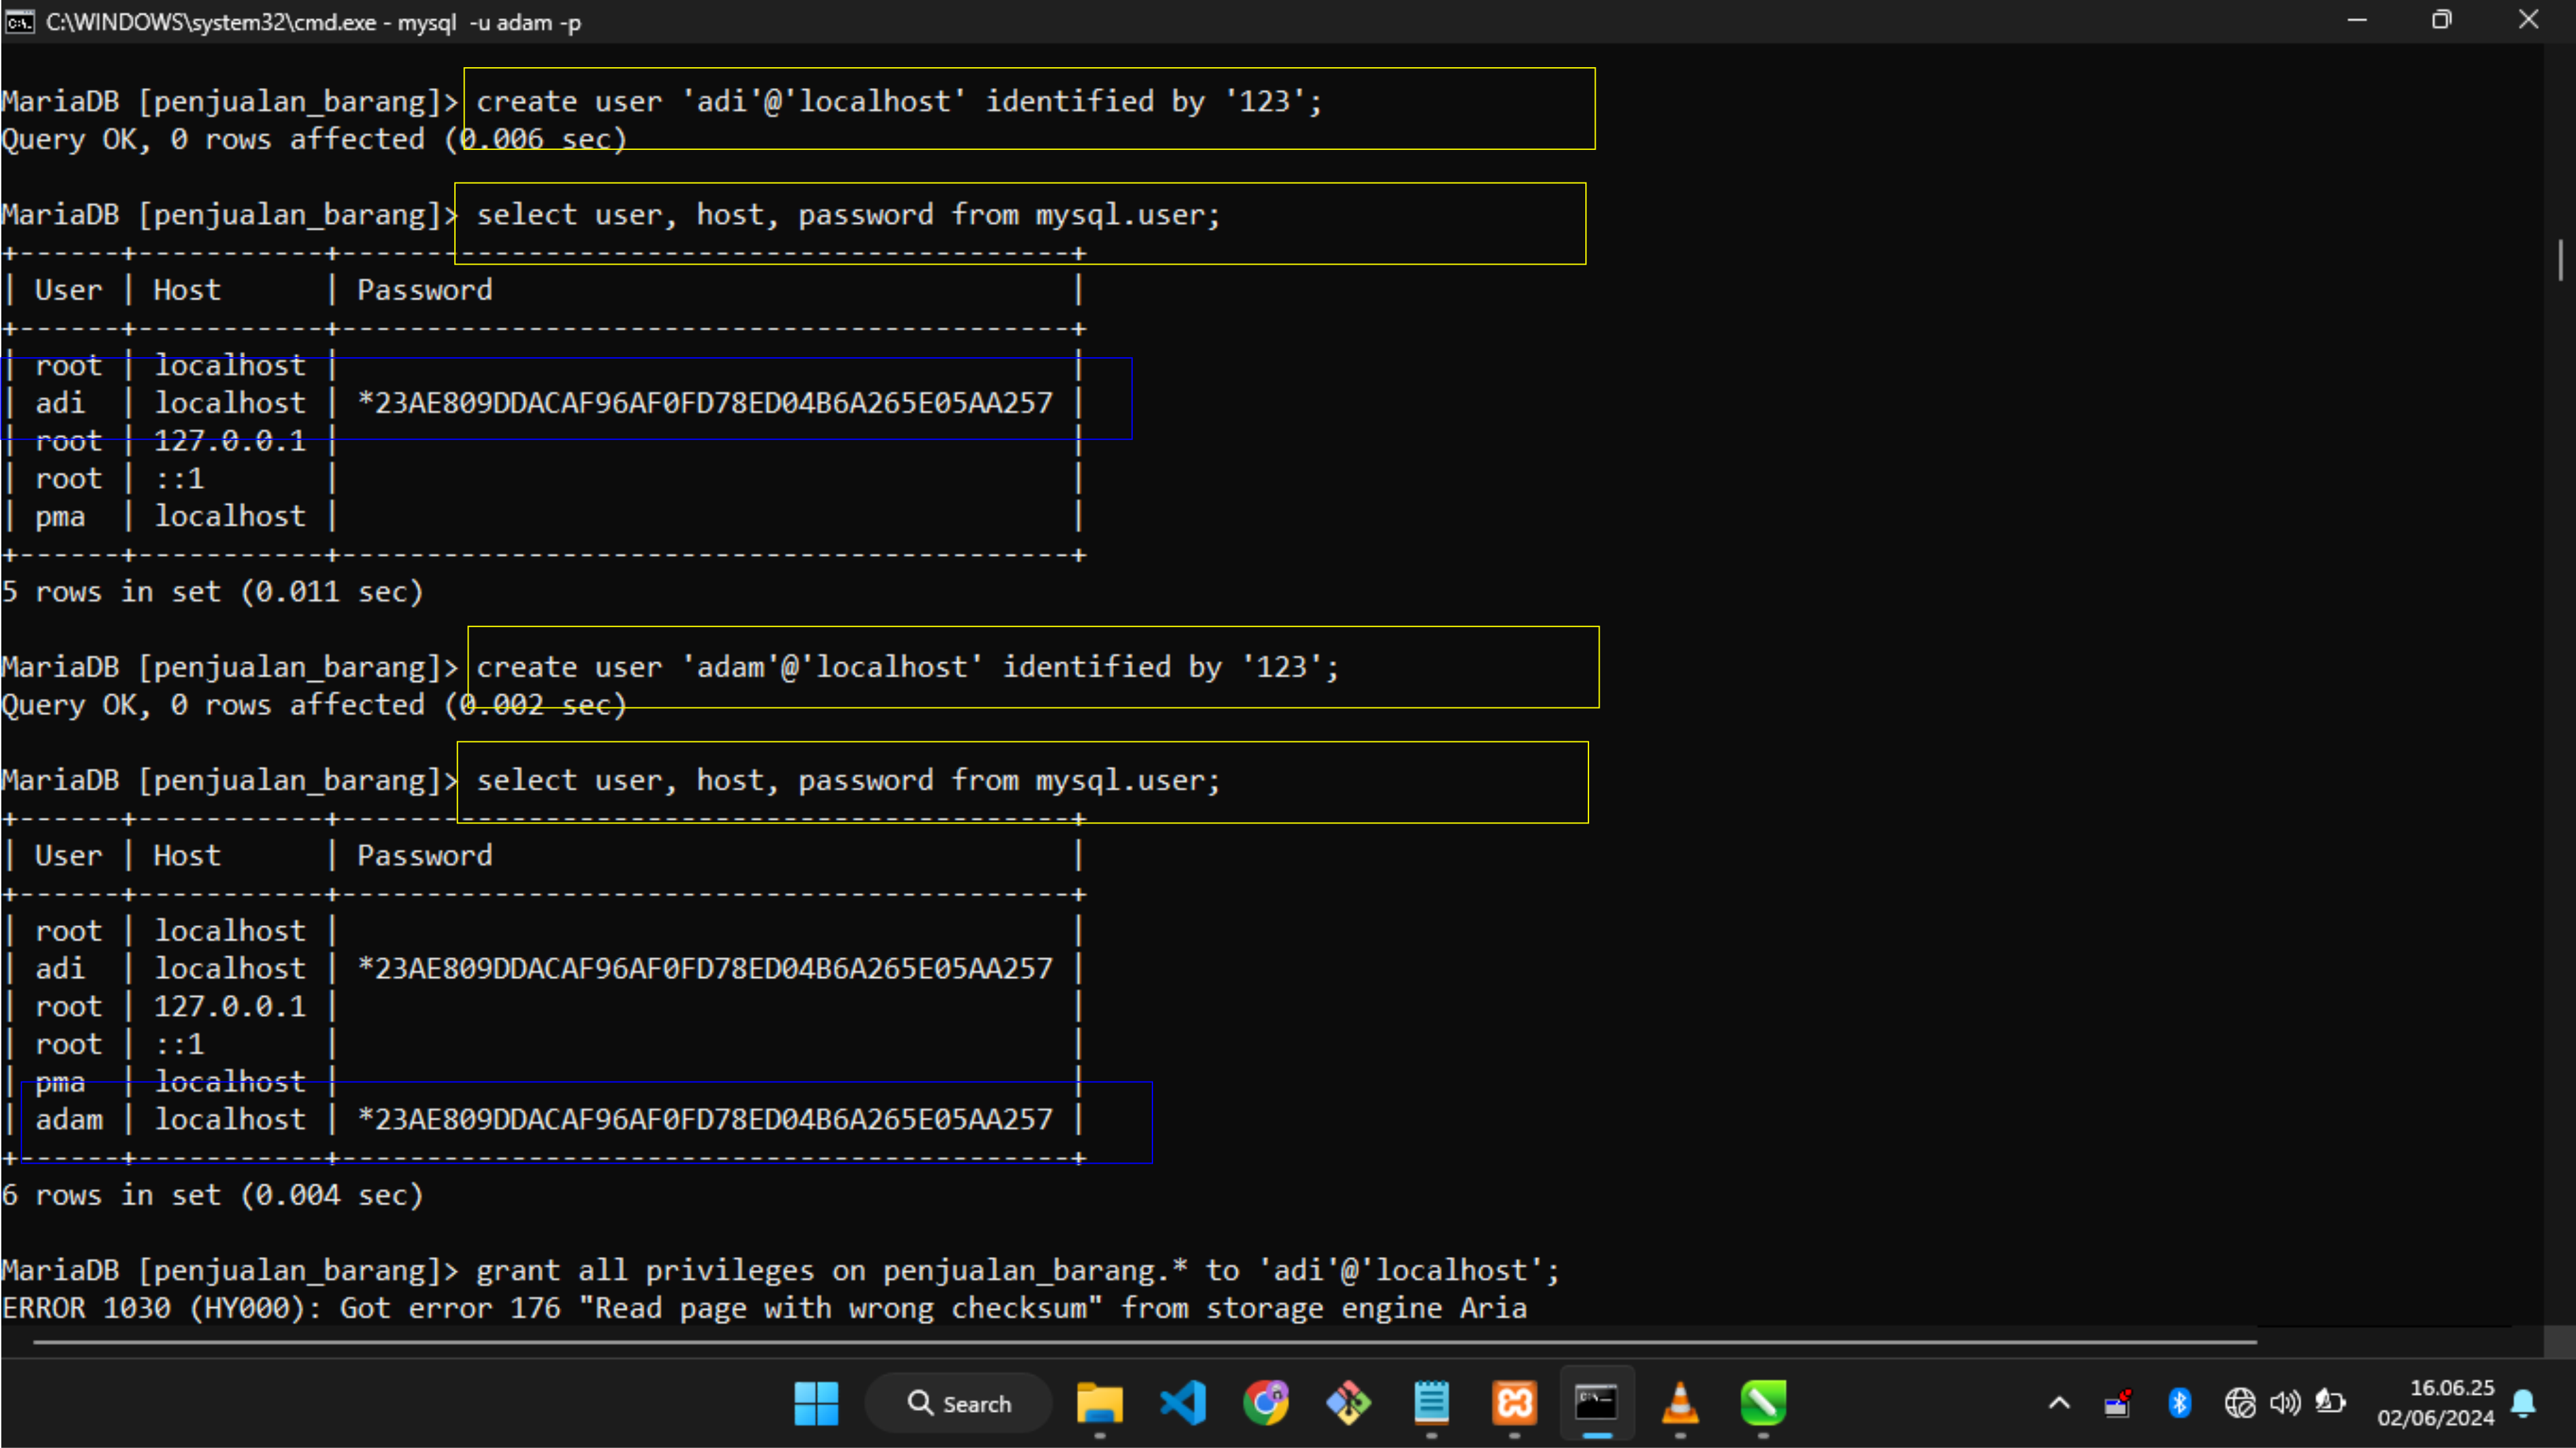 C:\WINDOWS\system32\cmd.exe - mysql  -u adam -p
MariaDB [penjualan_barang]> create user 'adi'@'localhost' identified by '123';
Query OK, 0 rows affected (0.006 sec)
MariaDB [penjualan_barang]> select user, host, password from mysql.user;
+------+-----------+-------------------------------------------+
| User | Host      | Password                                  |
+------+-----------+-------------------------------------------+
| root | localhost |                                           |
| adi  | localhost | *23AE809DDACAF96AF0FD78ED04B6A265E05AA257 |
| root | 127.0.0.1 |                                           |
| root | ::1       |                                           |
| pma  | localhost |                                           |
+------+-----------+-------------------------------------------+
5 rows in set (0.011 sec)
MariaDB [penjualan_barang]> create user 'adam'@'localhost' identified by '123';
Query OK, 0 rows affected (0.002 sec)
MariaDB [penjualan_barang]> select user, host, password from mysql.user;
+------+-----------+-------------------------------------------+
| User | Host      | Password                                  |
+------+-----------+-------------------------------------------+
| root | localhost |                                           |
| adi  | localhost | *23AE809DDACAF96AF0FD78ED04B6A265E05AA257 |
| root | 127.0.0.1 |                                           |
| root | ::1       |                                           |
| pma  | localhost |                                           |
| adam | localhost | *23AE809DDACAF96AF0FD78ED04B6A265E05AA257 |
+------+-----------+-------------------------------------------+
6 rows in set (0.004 sec)
MariaDB [penjualan_barang]> grant all privileges on penjualan_barang.* to 'adi'@'localhost';
ERROR 1030 (HY000): Got error 176 "Read page with wrong checksum" from storage engine Aria
Search
16.06.25
02/06/2024